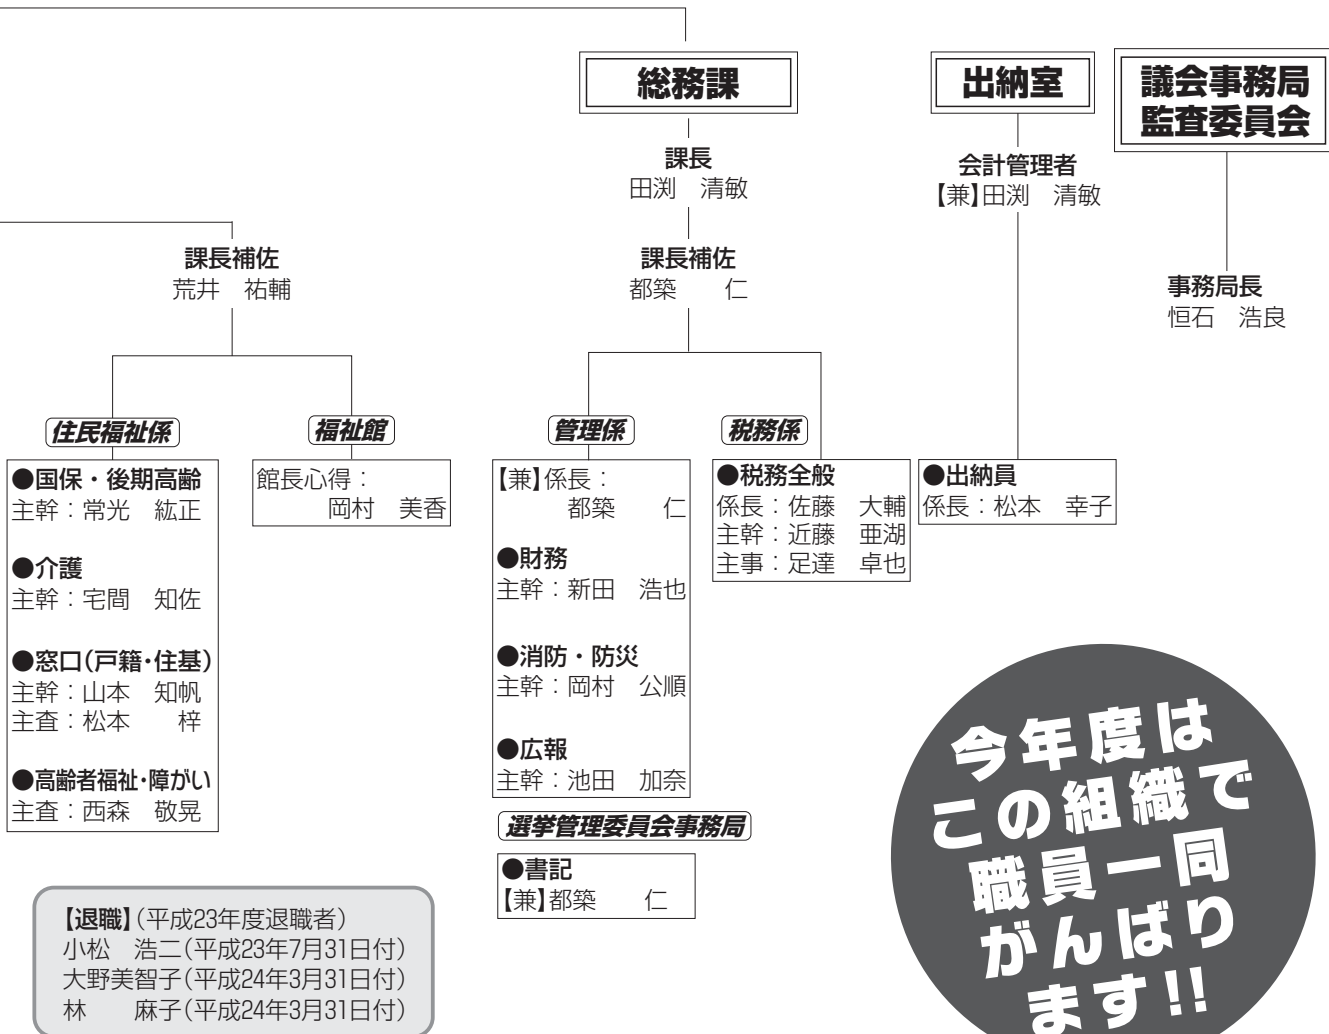 総務課
課長
田渕　清敏
課長補佐
都築　　仁
出納室
会計管理者
【兼】田渕　清敏
議会事務局
監査委員会
事務局長
恒石　浩良
課長補佐
荒井　祐輔
住民福祉係
●国保・後期高齢
主幹：常光　紘正
●介護
主幹：宅間　知佐
●窓口(戸籍・住基)
主幹：山本　知帆
主査：松本　　梓
●高齢者福祉・障がい
主査：西森　敬晃
福祉館
館長心得：
岡村　美香
管理係
【兼】係長：
都築　　仁
●財務
主幹：新田　浩也
●消防・防災
主幹：岡村　公順
●広報
主幹：池田　加奈
選挙管理委員会事務局
●書記
【兼】都築　　仁
税務係
●税務全般
係長：佐藤　大輔
主幹：近藤　亜湖
主事：足達　卓也
●出納員
係長：松本　幸子
【退職】(平成23年度退職者)
小松　浩二(平成23年7月31日付)
大野美智子(平成24年3月31日付)
林　　麻子(平成24年3月31日付)
今年度は
この組織で
職員一同
がんばり
ます!!